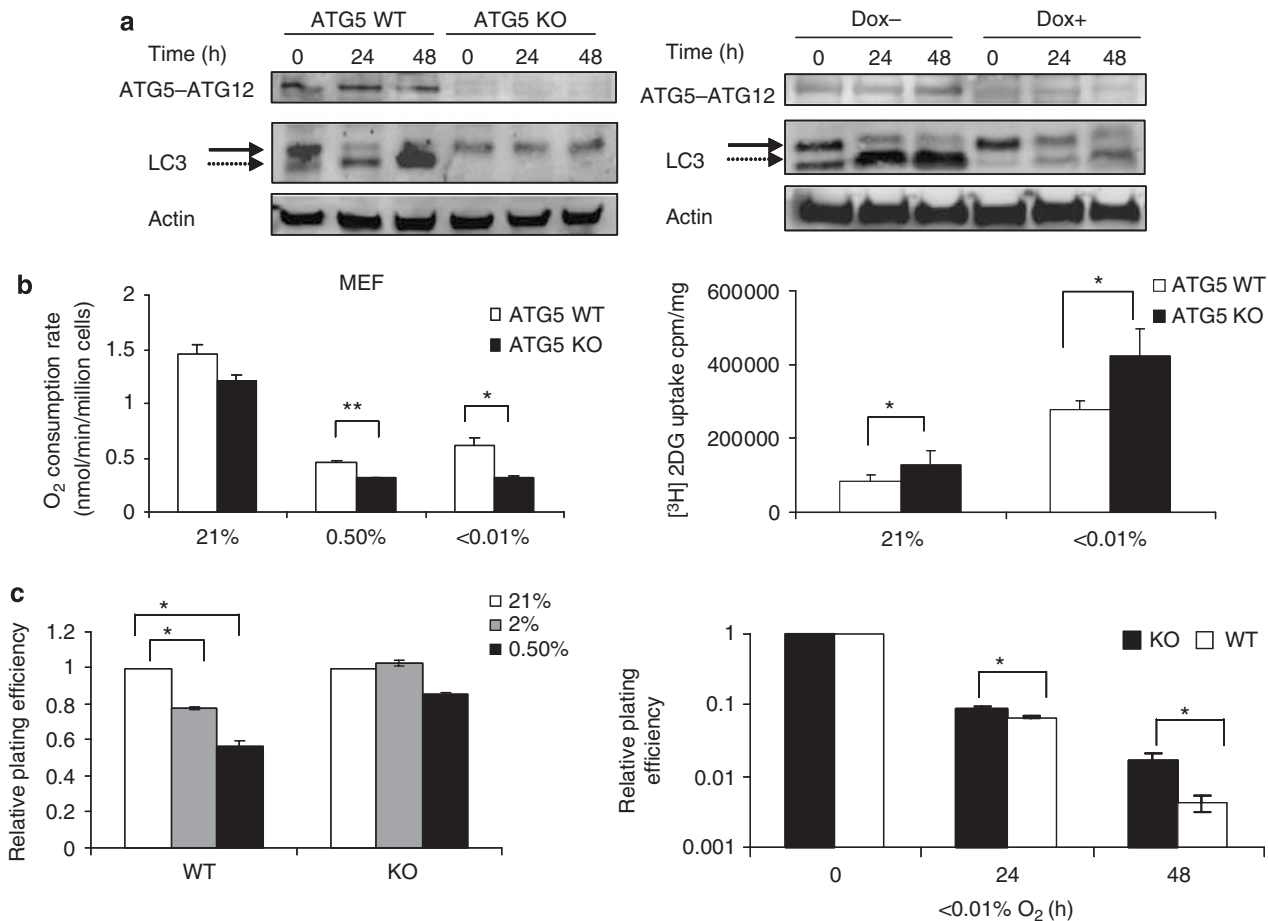 a
ATG5 WT ATG5 KO
Time (h) 0 24 48 0 24 48
ATG5–ATG12
LC3
Actin
Dox– Dox+
Time (h) 0 24 48 0 24 48
ATG5–ATG12
LC3
Actin
b
MEF
O2 consumption rate
(nmol/min/million cells)
2
1.5
1
0.5
0
ATG5 WT
ATG5 KO
**
*
21% 0.50% <0.01%
[³H] 2DG uptake cpm/mg
600000
400000
200000
0
ATG5 WT
ATG5 KO
*
*
21% <0.01%
c
Relative plating efficiency
1.2
1
0.8
0.6
0.4
0.2
0
21%
2%
0.50%
*
*
WT KO
Relative plating
efficiency
1
0.1
0.01
0.001
KO WT
*
*
0 24 48
<0.01% O2 (h)